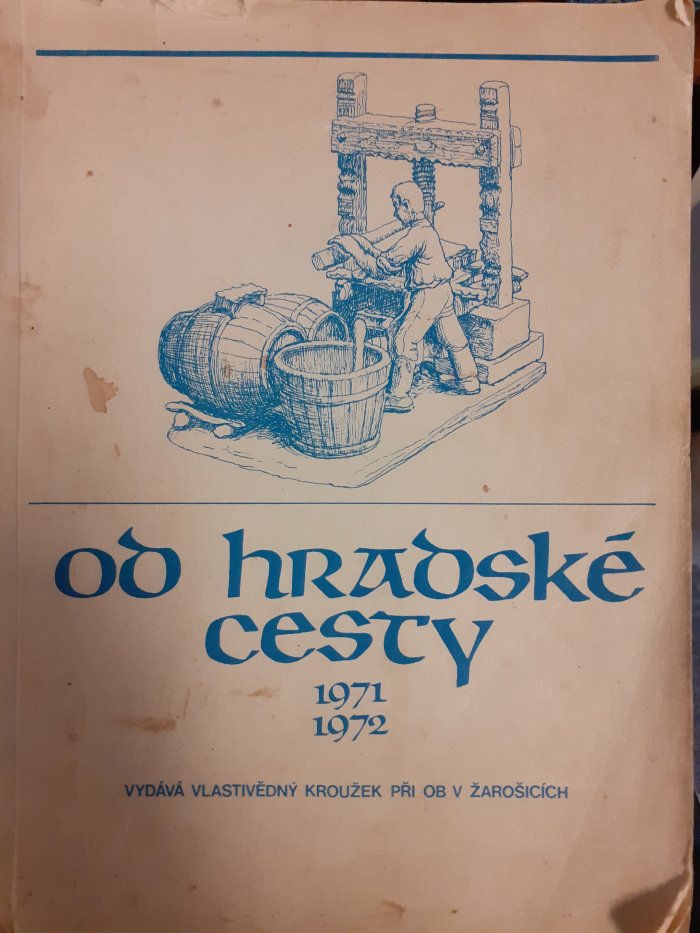 od hradské
cesty
1971
1972
VYDÁVÁ VLASTIVĚDNÝ KROUŽEK PŘI OB V ŽAROŠICÍCH